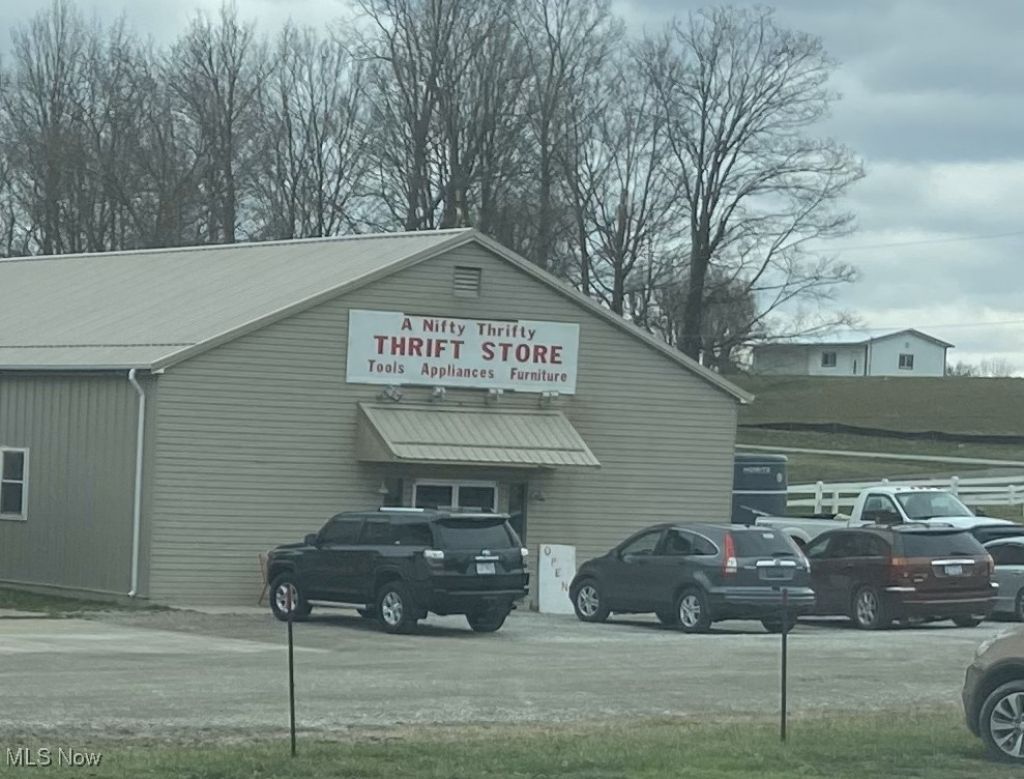 A Nifty Thrifty
THRIFT STORE
Tools Appliances Furniture
OPEN
MLS Now